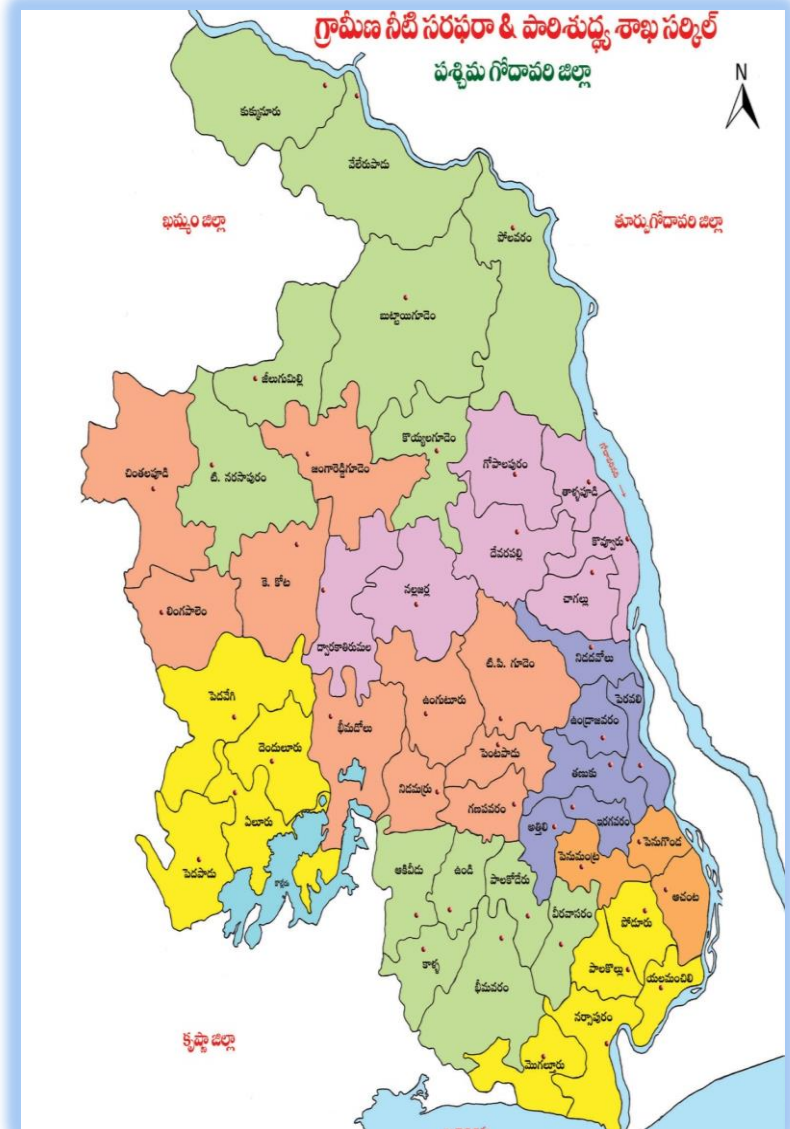 గ్రామీణ నీటి సరఫరా & పారిశుధ్య శాఖ సర్కిల్
పశ్చిమ గోదావరి జిల్లా
N
కుక్కునూరు
వేలేరుపాడు
ఖమ్మం జిల్లా
తూర్పుగోదావరి జిల్లా
పోలవరం
బుట్టాయిగూడెం
జీలుగుమిల్లి
కొయ్యలగూడెం
గోపాలపురం
చింతలపూడి
టి. నరసాపురం
జంగారెడ్డిగూడెం
తాళ్ళపూడి
దేవరపల్లి
కొవ్వూరు
కె. కోట
నల్లజర్ల
చాగల్లు
లింగపాలెం
ద్వారకాతిరుమల
టి.పి. గూడెం
నిడదవోలు
పెదవేగి
ఉంగుటూరు
పెరవలి
భీమడోలు
ఉండ్రాజవరం
దెందులూరు
పెంటపాడు
తణుకు
నిడమర్రు
గణపవరం
ఏలూరు
అత్తిలి
ఇరగవరం
పెనుగొండ
పెదపాడు
పెనుమంట్ర
ఆకివీడు
ఉండి
పాలకోడేరు
ఆచంట
వీరవాసరం
పోడూరు
కాళ్ళ
పాలకొల్లు
యలమంచిలి
భీమవరం
నర్సాపురం
కృష్ణా జిల్లా
మొగల్తూరు